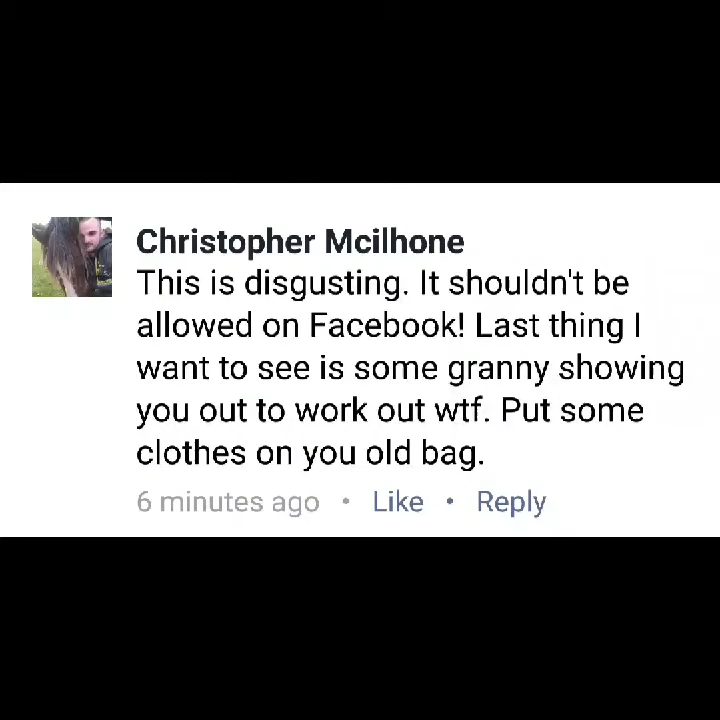 Christopher Mcilhone
This is disgusting. It shouldn't be
allowed on Facebook! Last thing I
want to see is some granny showing
you out to work out wtf. Put some
clothes on you old bag.
6 minutes ago • Like • Reply